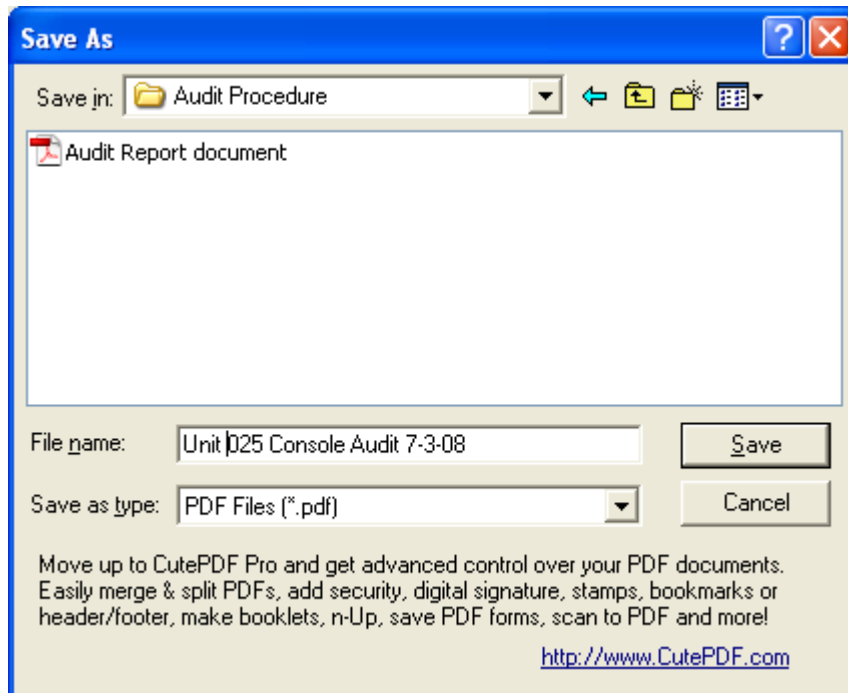 Save As
Save in: Audit Procedure
Audit Report document
File name: Unit 025 Console Audit 7-3-08 Save
Save as type: PDF Files (*.pdf) Cancel
Move up to CutePDF Pro and get advanced control over your PDF documents.
Easily merge & split PDFs, add security, digital signature, stamps, bookmarks or
header/footer, make booklets, n-Up, save PDF forms, scan to PDF and more!
http://www.CutePDF.com